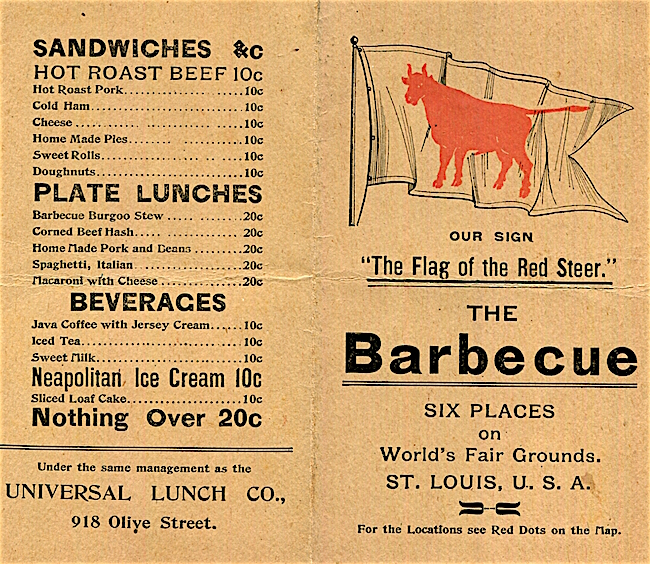 SANDWICHES &c
HOT ROAST BEEF 10c
Hot Roast Pork..............................10c
Cold Ham......................................10c
Cheese .... .......................... ......10c
Home Made Pies....... ........ ......10c
Sweet Rolls...................................10c
Doughnuts....................................10c
PLATE LUNCHES
Barbecue Burgoo Stew ..... ..........20c
Corned Beef Hash..... ........ .....20c
Home Made Pork and Beans .........20c
Spaghetti, Italian.... ....................20c
Macaroni with Cheese ..................20c
BEVERAGES
Java Coffee with Jersey Cream......10c
Iced Tea........................................10c
Sweet Milk....................................10c
Neapolitan Ice Cream 10c
Sliced Loaf Cake............................10c
Nothing Over 20c
Under the same management as the
UNIVERSAL LUNCH CO.,
918 Olive Street.
OUR SIGN
"The Flag of the Red Steer."
THE
Barbecue
SIX PLACES
on
World's Fair Grounds.
ST. LOUIS, U. S. A.
For the Locations see Red Dots on the Map.